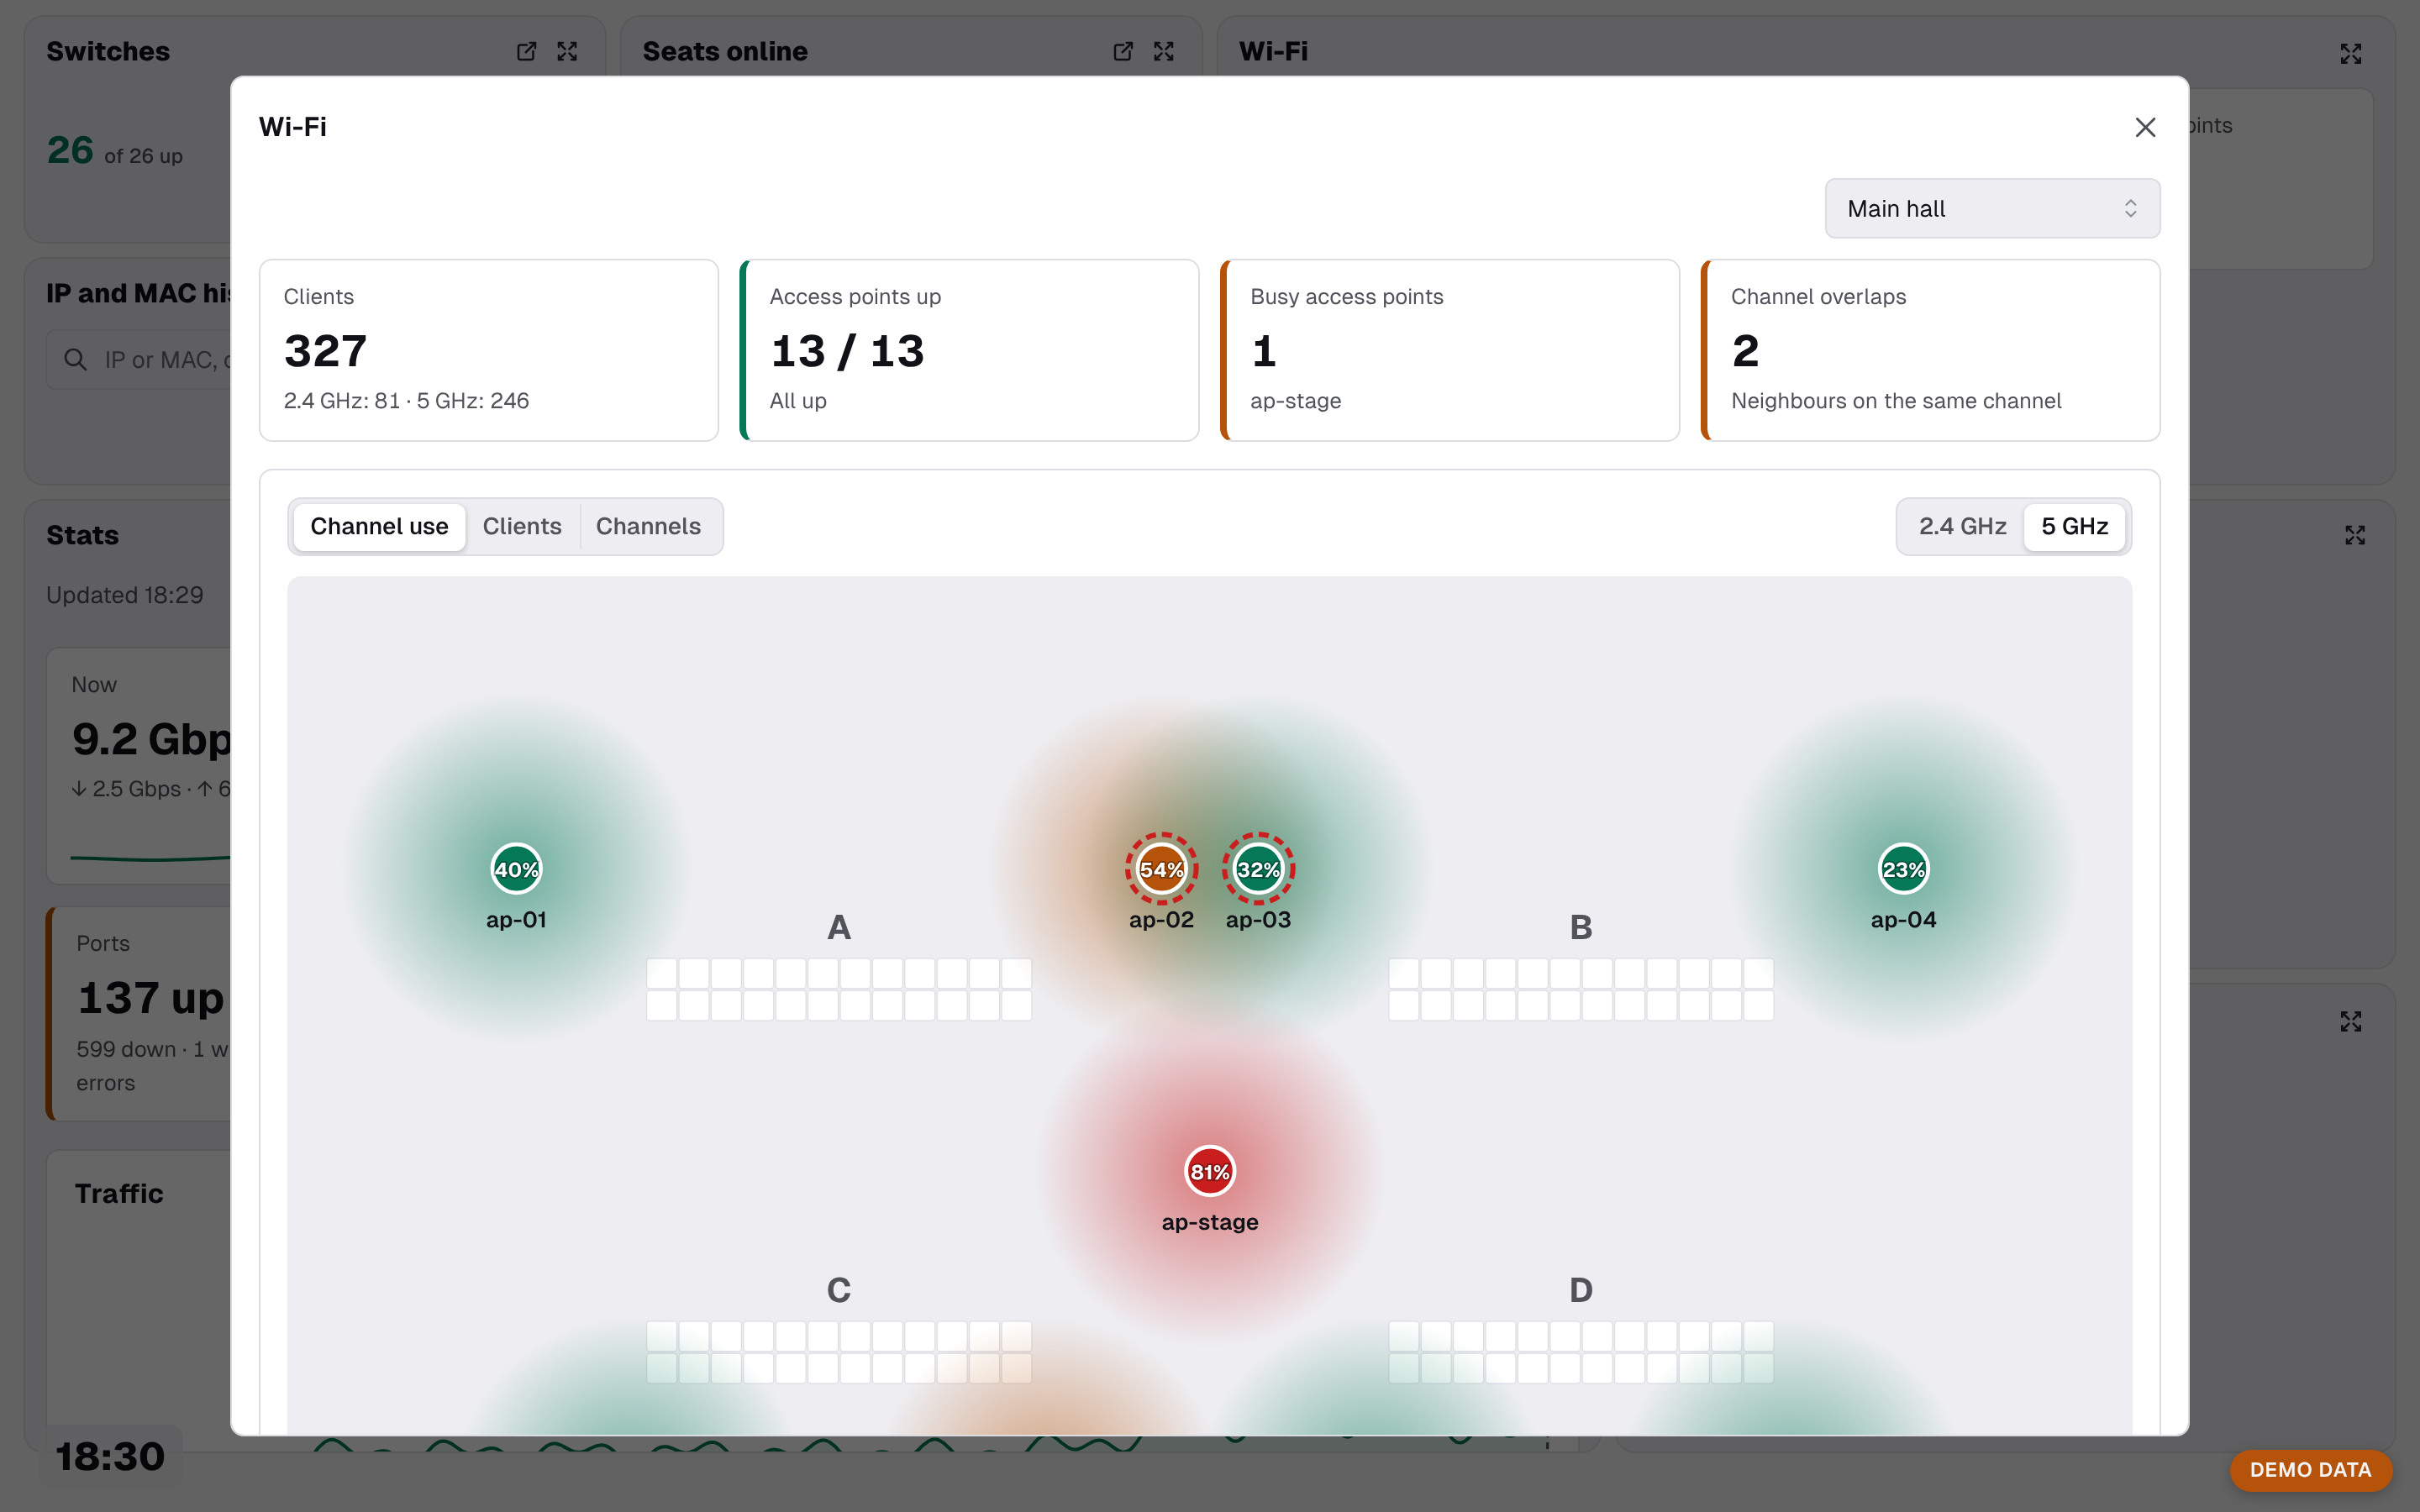 Switches
Seats online
Wi-Fi
26 of 26 up
IP and MAC his
IP or MAC, c
Stats
Updated 18:29
Now
9.2 Gbp
↓ 2.5 Gbps · ↑ 6
Ports
137 up
599 down · 1 w
errors
Traffic
18:30
Wi-Fi
Main hall
Clients
327
2.4 GHz: 81 · 5 GHz: 246
Access points up
13 / 13
All up
Busy access points
1
ap-stage
Channel overlaps
2
Neighbours on the same channel
Channel use
Clients
Channels
2.4 GHz
5 GHz
40%
ap-01
54%
ap-02
32%
ap-03
23%
ap-04
A
B
81%
ap-stage
C
D
DEMO DATA